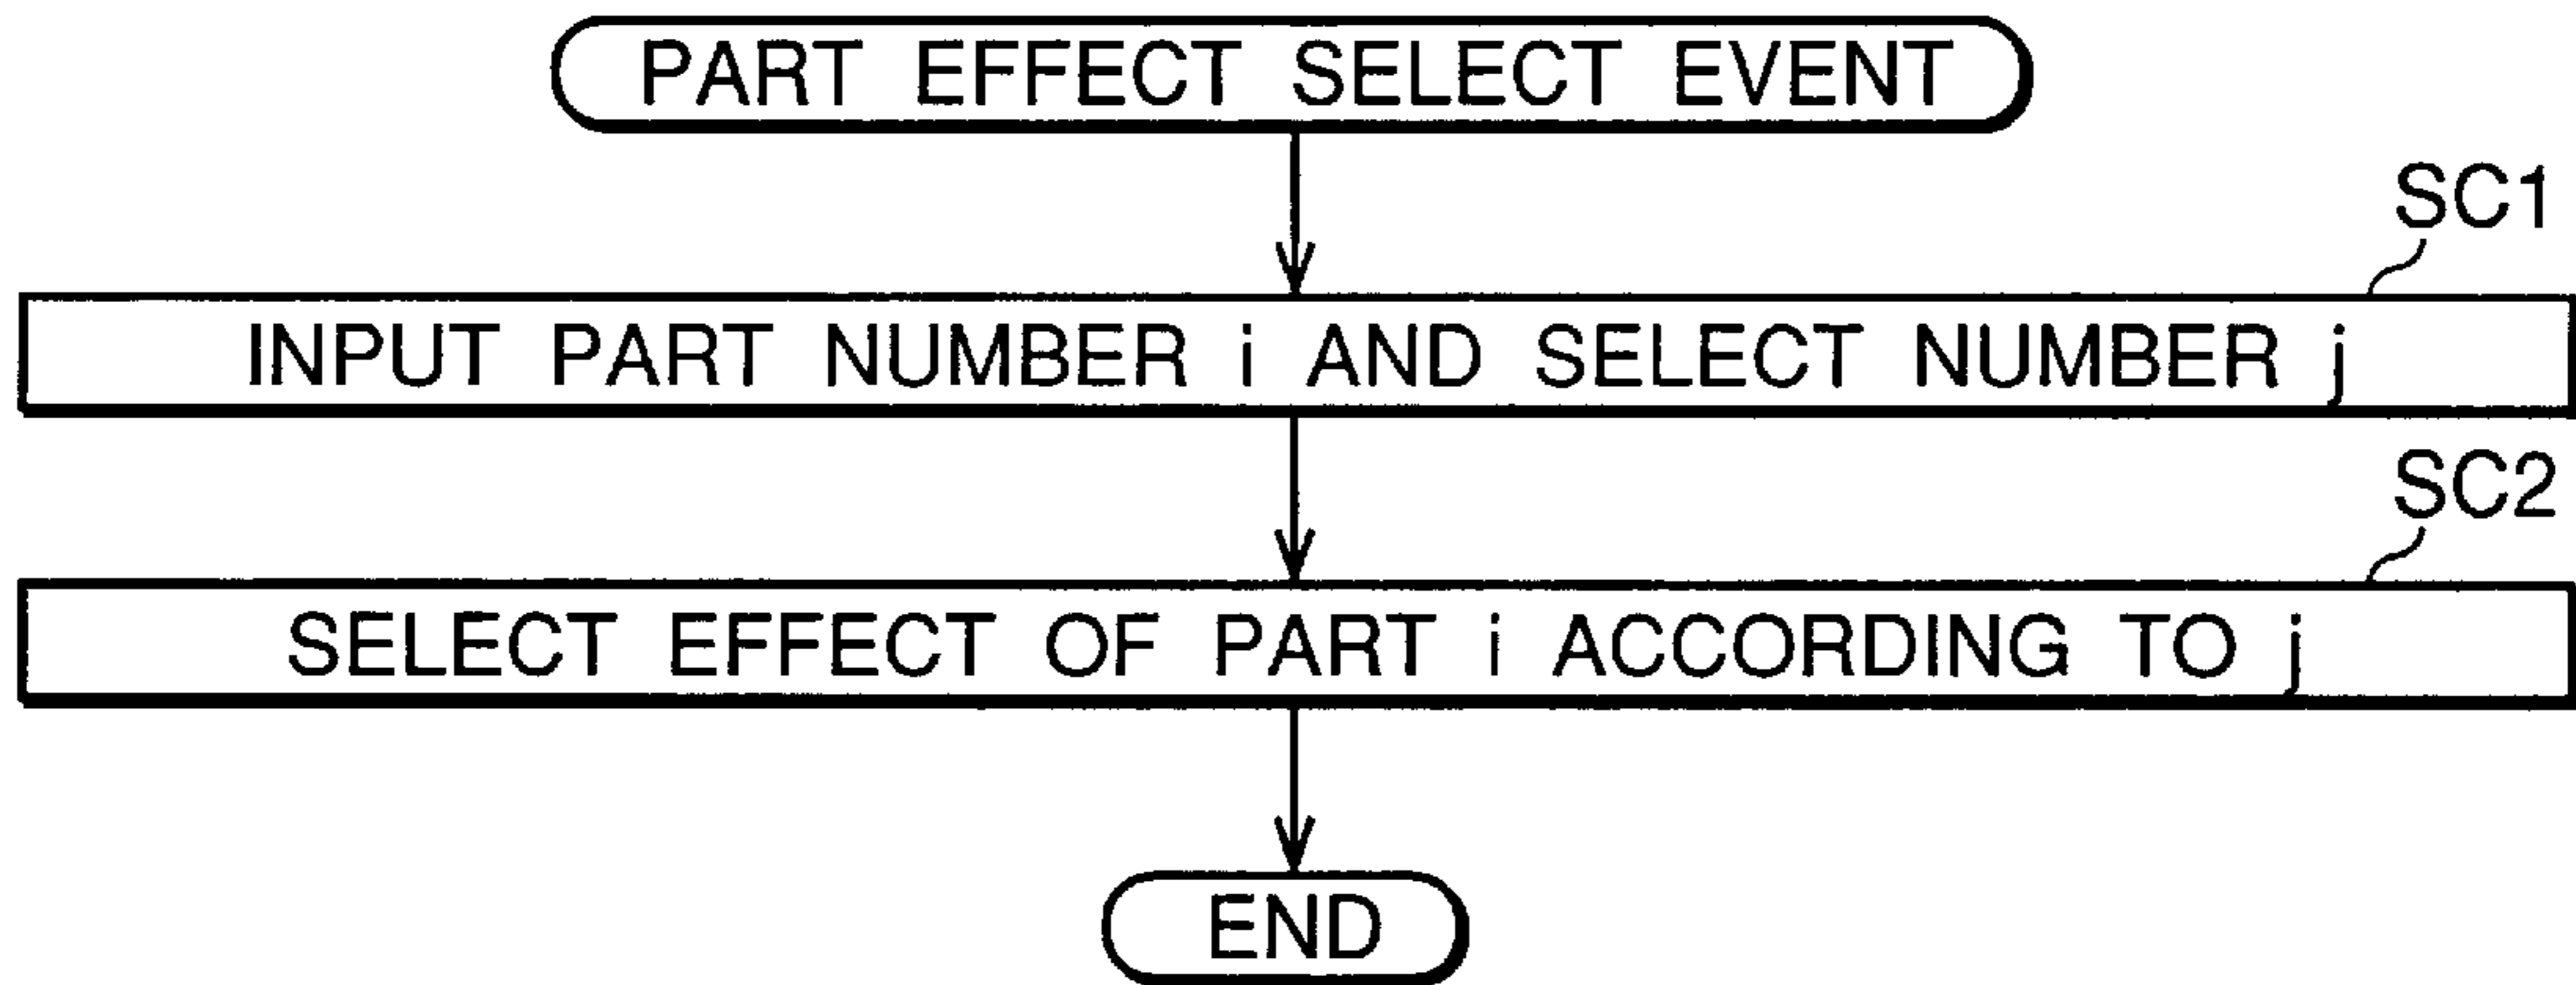 PART EFFECT SELECT EVENT
SC1
INPUT PART NUMBER i AND SELECT NUMBER j
SC2
SELECT EFFECT OF PART i ACCORDING TO j
END